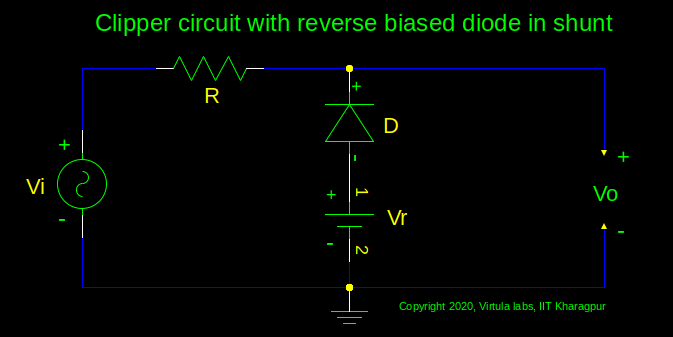 Clipper circuit with reverse biased diode in shunt
R
+
D
-
+
Vi
-
+
1
Vr
-
2
+
Vo
-
Copyright 2020, Virtula labs, IIT Kharagpur